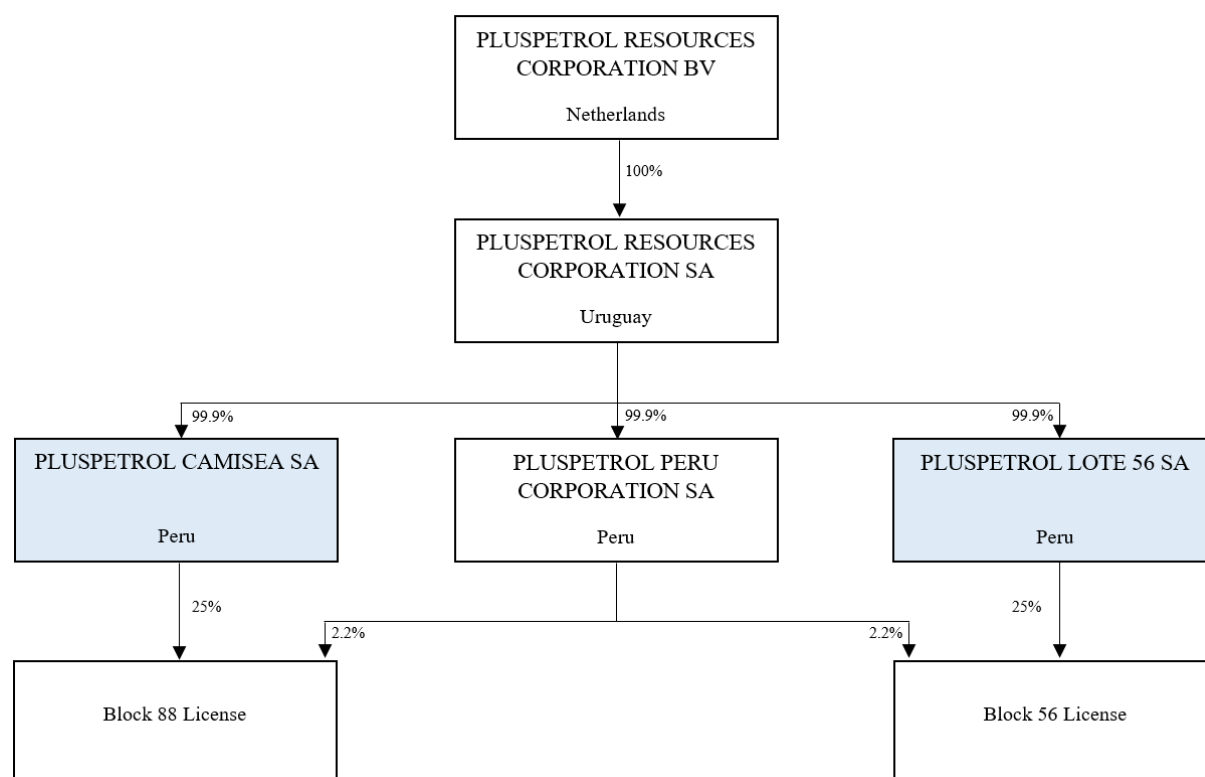 PLUSPETROL RESOURCES
CORPORATION BV
Netherlands
100%
PLUSPETROL RESOURCES
CORPORATION SA
Uruguay
99.9%
99.9%
99.9%
PLUSPETROL CAMISEA SA
Peru
PLUSPETROL PERU
CORPORATION SA
Peru
PLUSPETROL LOTE 56 SA
Peru
25%
2.2%
2.2%
25%
Block 88 License
Block 56 License